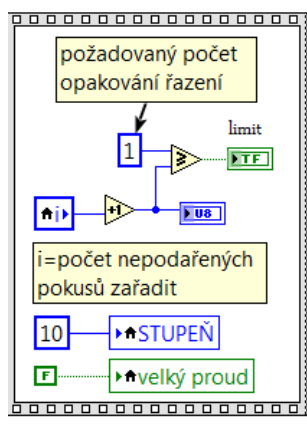 požadovaný počet
opakování řazení
limit
1
≥
TF
i
+1
U8
i=počet nepodařených
pokusů zařadit
10
STUPEŇ
F
velký proud